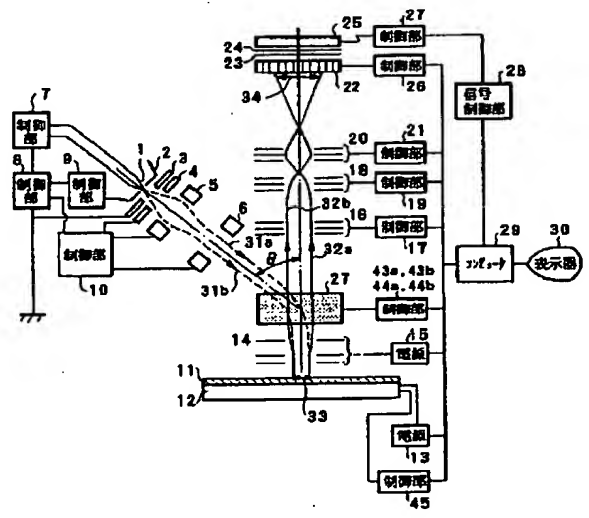 25
27
制御部
24
23
22
34
制御部
26
28
信号
制御部
7
制御
部
1 2 3 4
5
20
21
制御部
18
制御部
19
8
制御
部
9
制御部
6
32b
16
制御部
17
29
コンピュータ
30
表示器
制御部
10
31a
θ
32a
31b
27
43a,43b
44a,44b
制御部
14
15
電源
11
12
33
電源
13
制御部
45